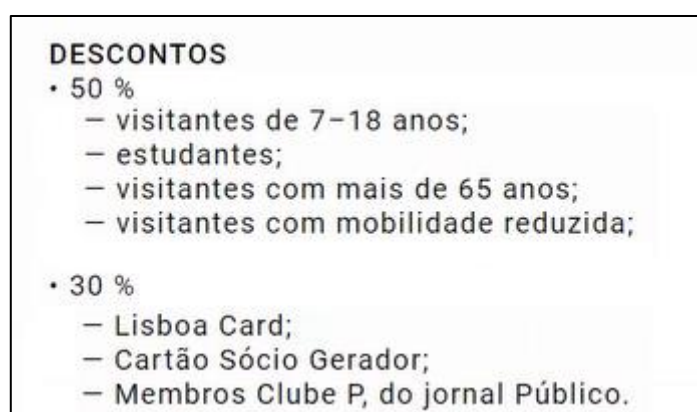 DESCONTOS
• 50 %
– visitantes de 7–18 anos;
– estudantes;
– visitantes com mais de 65 anos;
– visitantes com mobilidade reduzida;
• 30 %
– Lisboa Card;
– Cartão Sócio Gerador;
– Membros Clube P, do jornal Público.